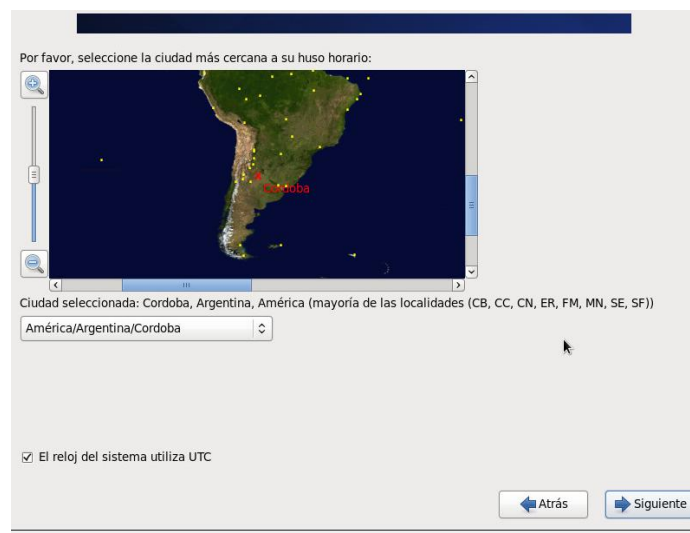 Por favor, seleccione la ciudad más cercana a su huso horario:
Cordoba
Ciudad seleccionada: Cordoba, Argentina, América (mayoría de las localidades (CB, CC, CN, ER, FM, MN, SE, SF))
América/Argentina/Cordoba
El reloj del sistema utiliza UTC
Atrás
Siguiente